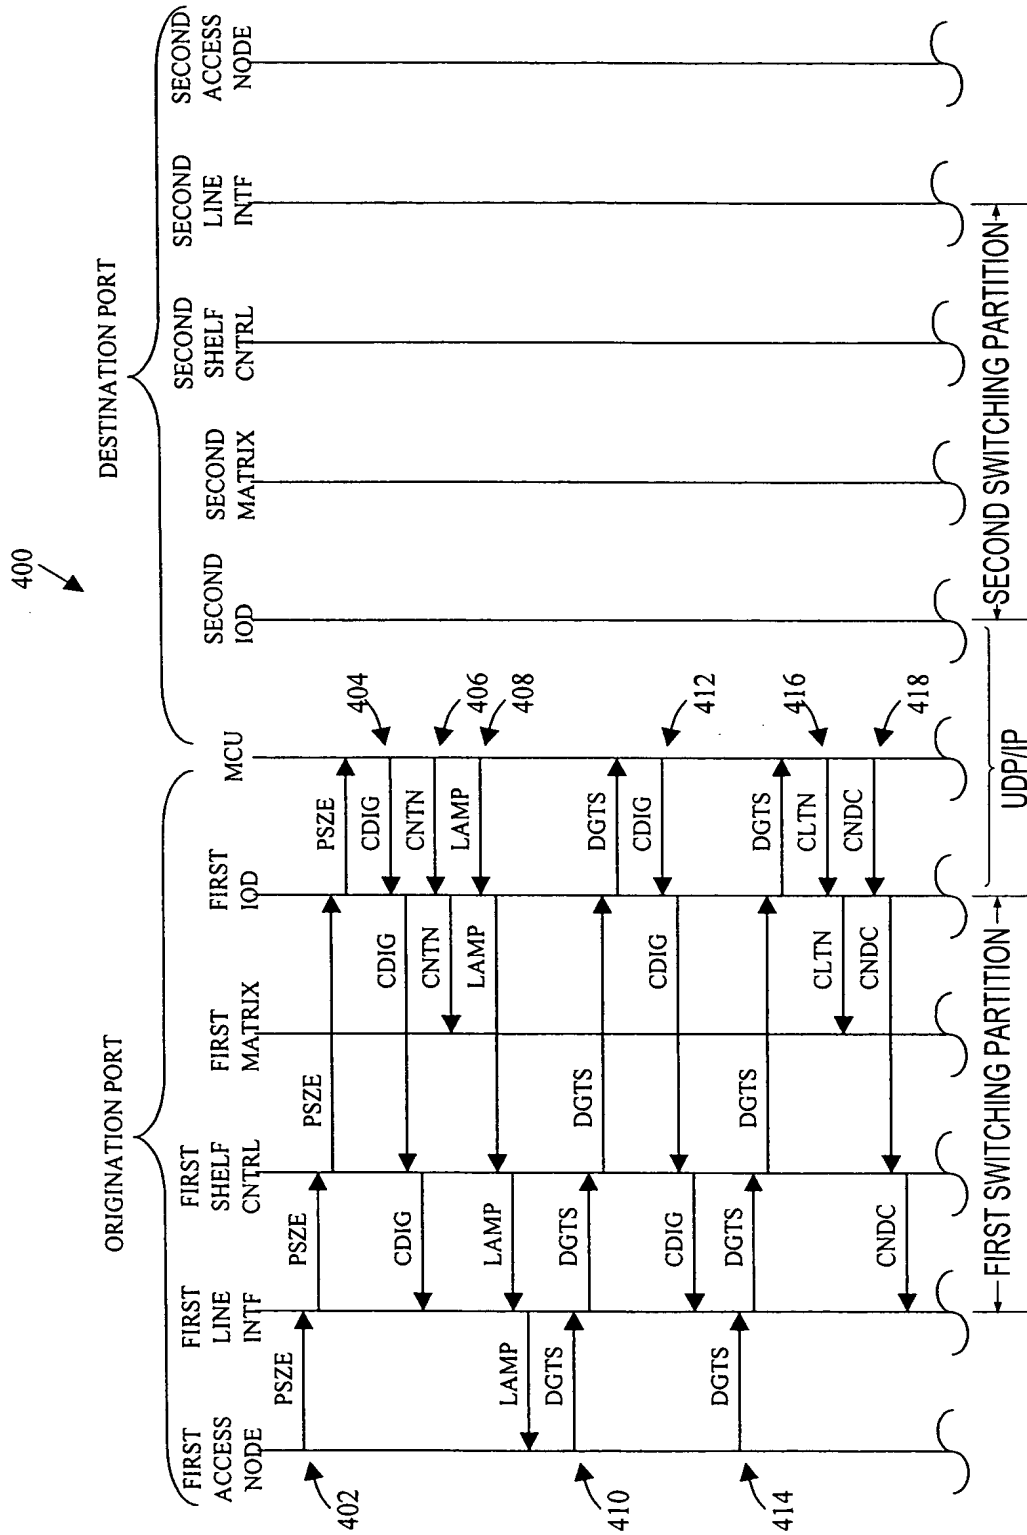 400
ORIGINATION PORT
DESTINATION PORT
FIRST
ACCESS
NODE
FIRST
LINE
INTF
FIRST
SHELF
CNTRL
FIRST
MATRIX
FIRST
IOD
MCU
SECOND
IOD
SECOND
MATRIX
SECOND
SHELF
CNTRL
SECOND
LINE
INTF
SECOND
ACCESS
NODE
402
PSZE
PSZE
PSZE
PSZE
404
CDIG
CDIG
CDIG
406
CNTN
CNTN
408
LAMP
LAMP
LAMP
LAMP
410
DGTS
DGTS
DGTS
DGTS
412
CDIG
CDIG
CDIG
414
DGTS
DGTS
DGTS
DGTS
416
CLTN
CLTN
418
CNDC
CNDC
CNDC
FIRST SWITCHING PARTITION
UDP/IP
SECOND SWITCHING PARTITION